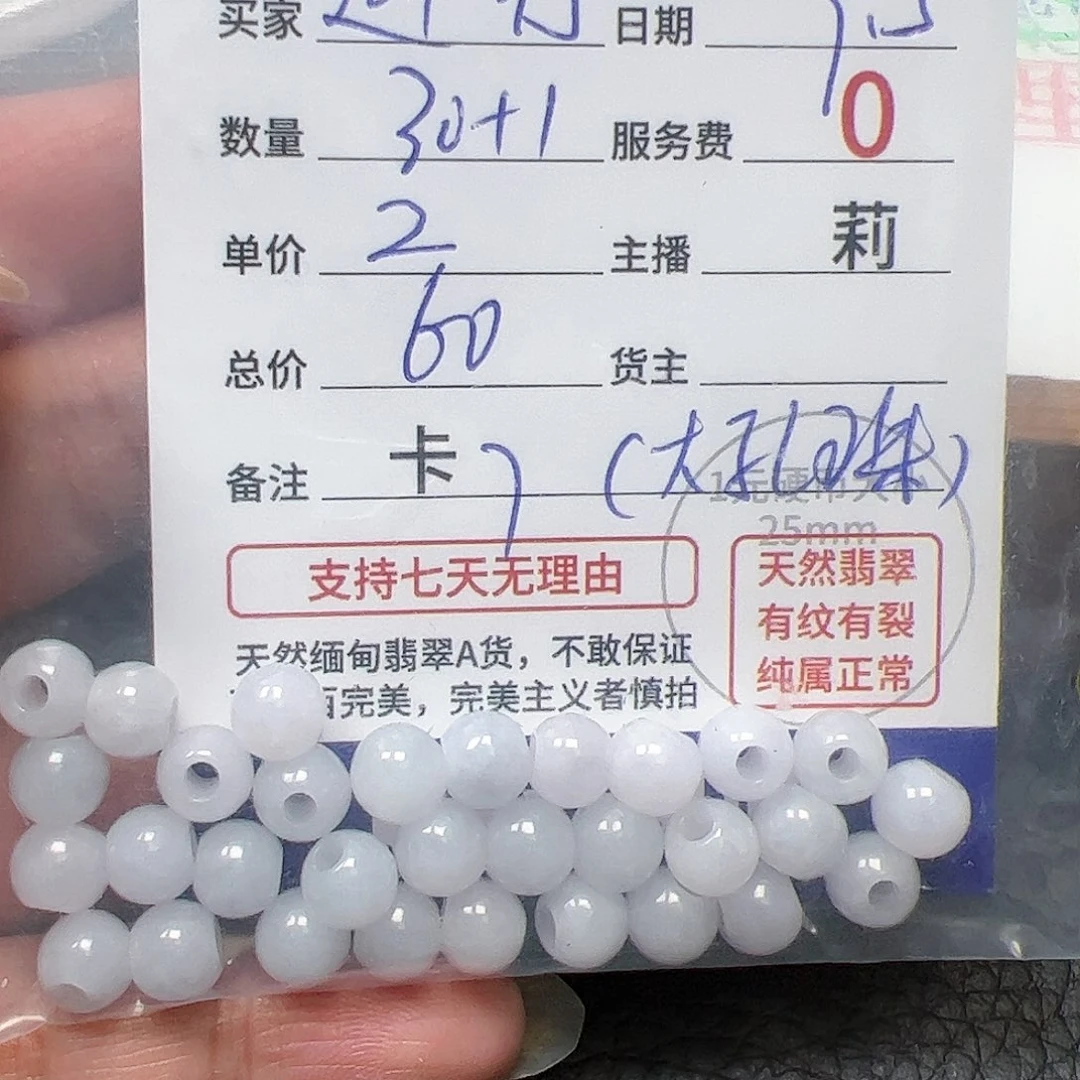 买家 日期
数量 30+1 服务费 0
单价 2 主播 莉
总价 60 货主
备注 卡 7 (大孔白珠)
1元硬币大小
25mm
支持七天无理由
天然翡翠
有纹有裂
纯属正常
天然缅甸翡翠A货，不敢保证
百完美，完美主义者慎拍